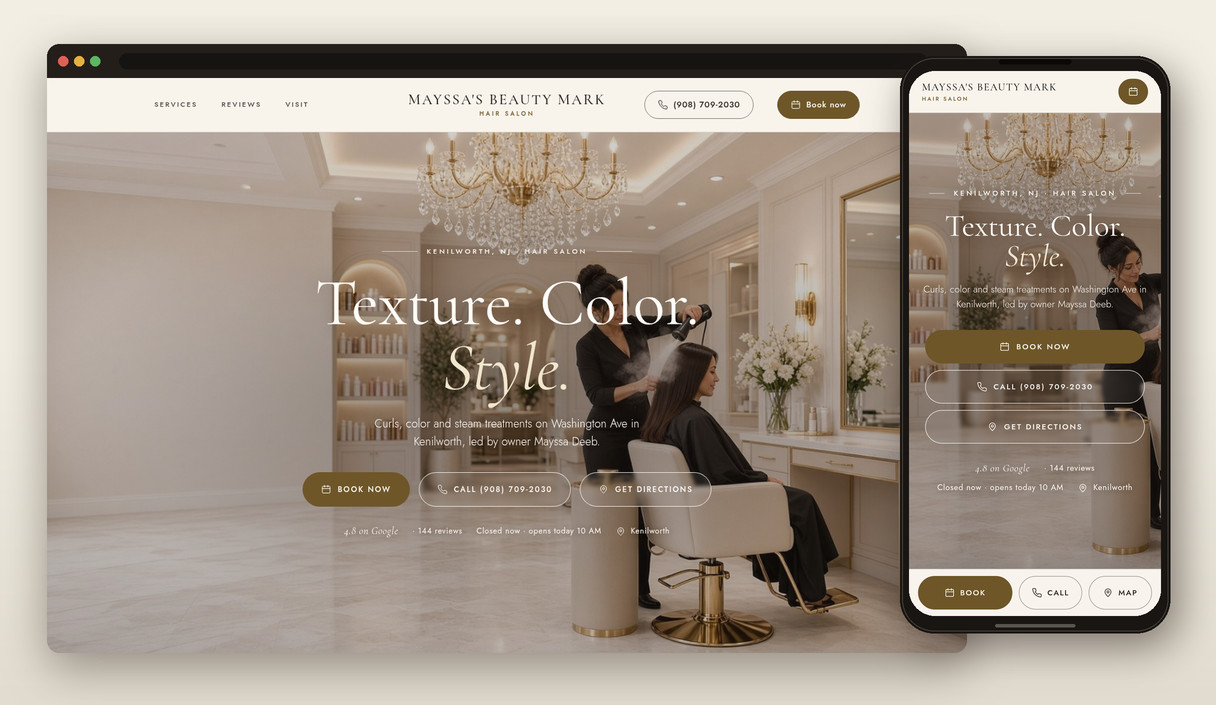 SERVICES REVIEWS VISIT
MAYSSA'S BEAUTY MARK
HAIR SALON
(908) 709-2030
Book now
KENILWORTH, NJ · HAIR SALON
Texture. Color.
Style.
Curls, color and steam treatments on Washington Ave in
Kenilworth, led by owner Mayssa Deeb.
BOOK NOW
CALL (908) 709-2030
GET DIRECTIONS
4.8 on Google · 144 reviews Closed now · opens today 10 AM Kenilworth
MAYSSA'S BEAUTY MARK
HAIR SALON
KENILWORTH, NJ · HAIR SALON
Texture. Color.
Style.
Curls, color and steam treatments on Washington Ave in
Kenilworth, led by owner Mayssa Deeb.
BOOK NOW
CALL (908) 709-2030
GET DIRECTIONS
4.8 on Google · 144 reviews
Closed now · opens today 10 AM Kenilworth
BOOK
CALL
MAP